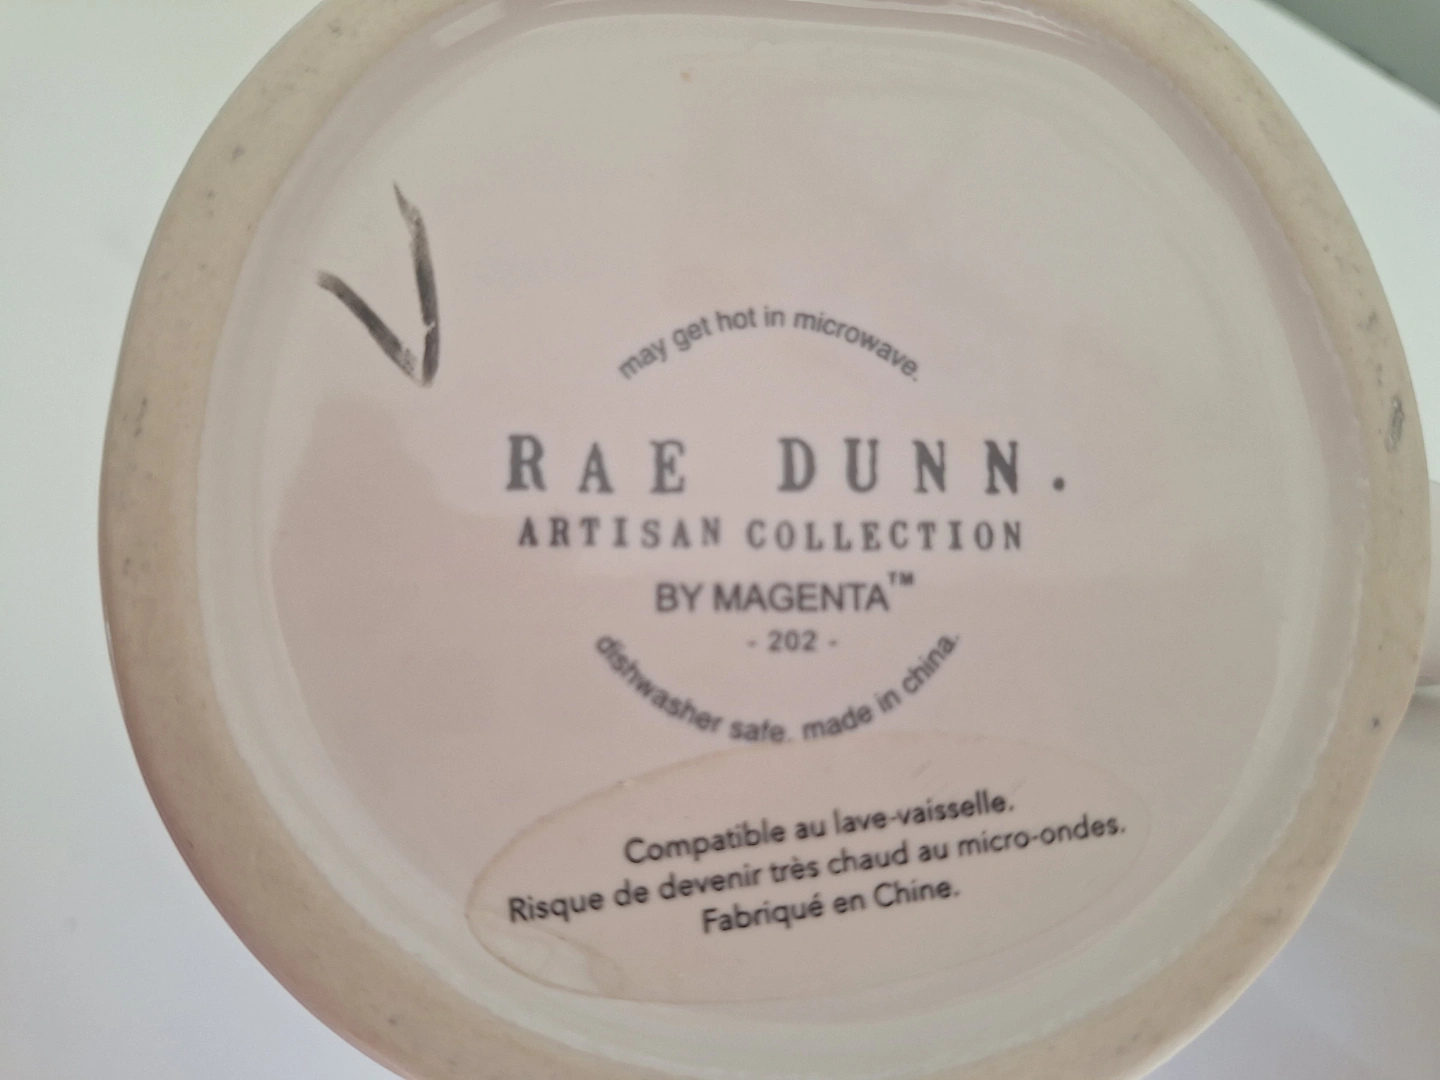 may get hot in microwave.
RAE DUNN.
ARTISAN COLLECTION
BY MAGENTA™
- 202 -
dishwasher safe. made in china.
Compatible au lave-vaisselle.
Risque de devenir très chaud au micro-ondes.
Fabriqué en Chine.